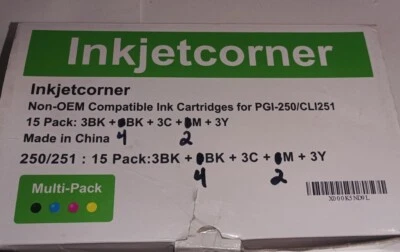 Inkjetcorner
Inkjetcorner
Non-OEM Compatible Ink Cartridges for PGI-250/CLI251
15 Pack: 3BK + BK + 3C + M + 3Y
Made in China 4 2
250/251 : 15 Pack:3BK + BK + 3C + M + 3Y
4 2
Multi-Pack